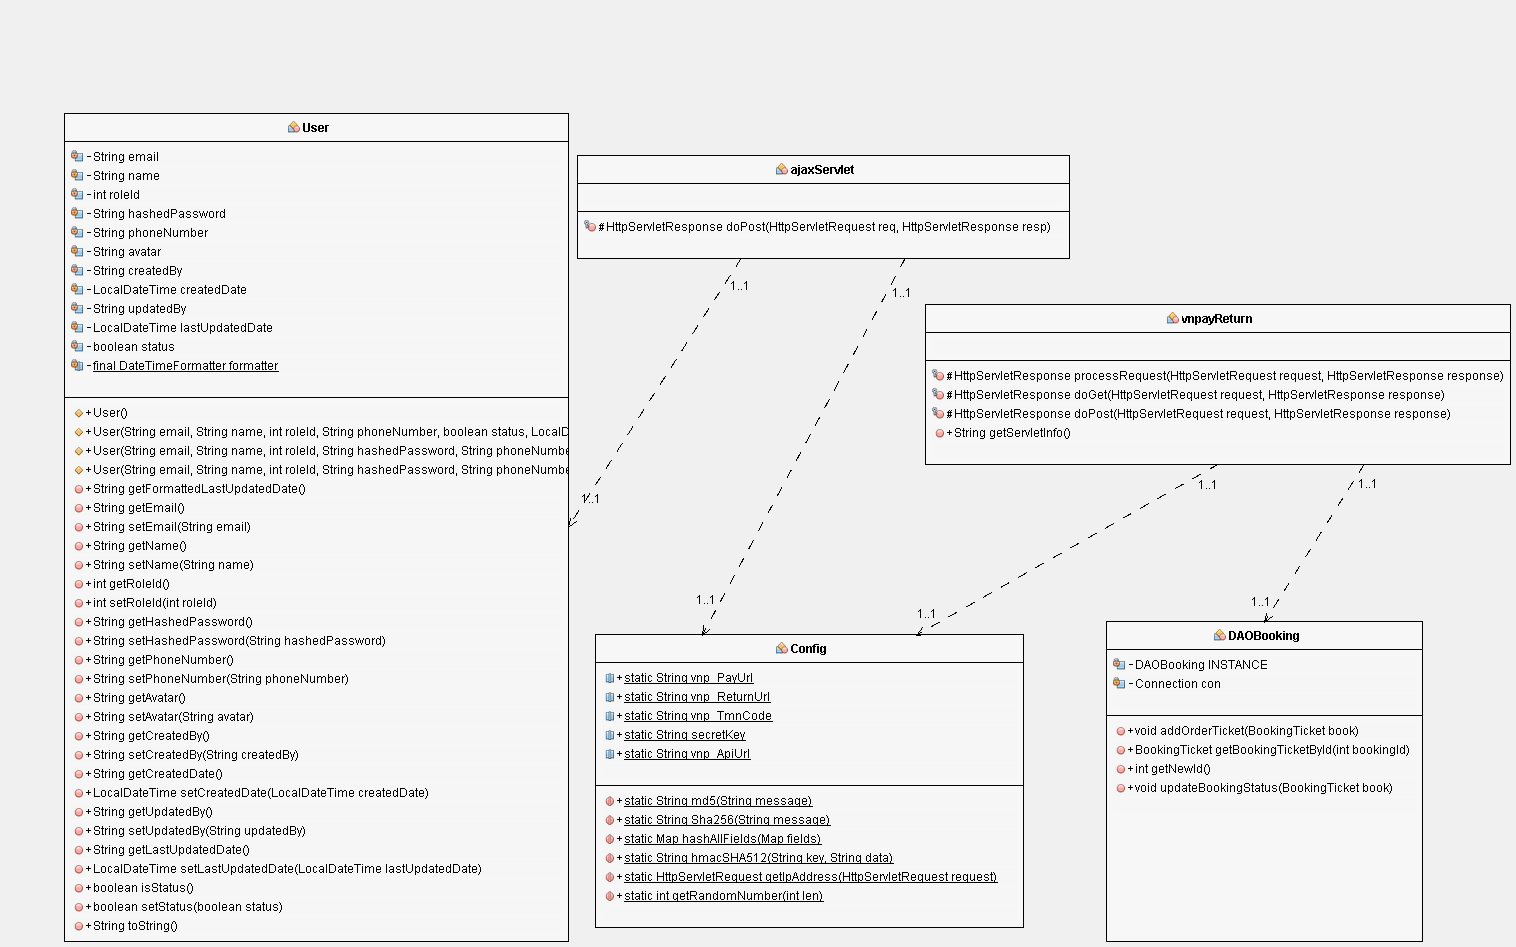 User
-String email
-String name
-int roleId
-String hashedPassword
-String phoneNumber
-String avatar
-String createdBy
-LocalDateTime createdDate
-String updatedBy
-LocalDateTime lastUpdatedDate
-boolean status
-final DateTimeFormatter formatter
+User()
+User(String email, String name, int roleId, String phoneNumber, boolean status, LocalD
+User(String email, String name, int roleId, String hashedPassword, String phoneNumbe
+User(String email, String name, int roleId, String hashedPassword, String phoneNumbe
+String getFormattedLastUpdatedDate()
+String getEmail()
+String setEmail(String email)
+String getName()
+String setName(String name)
+int getRoleId()
+int setRoleId(int roleId)
+String getHashedPassword()
+String setHashedPassword(String hashedPassword)
+String getPhoneNumber()
+String setPhoneNumber(String phoneNumber)
+String getAvatar()
+String setAvatar(String avatar)
+String getCreatedBy()
+String setCreatedBy(String createdBy)
+String getCreatedDate()
+LocalDateTime setCreatedDate(LocalDateTime createdDate)
+String getUpdatedBy()
+String setUpdatedBy(String updatedBy)
+String getLastUpdatedDate()
+LocalDateTime setLastUpdatedDate(LocalDateTime lastUpdatedDate)
+boolean isStatus()
+boolean setStatus(boolean status)
+String toString()
ajaxServlet
#HttpServletResponse doPost(HttpServletRequest req, HttpServletResponse resp)
1..1
1..1
1..1
1..1
vnpayReturn
#HttpServletResponse processRequest(HttpServletRequest request, HttpServletResponse response)
#HttpServletResponse doGet(HttpServletRequest request, HttpServletResponse response)
#HttpServletResponse doPost(HttpServletRequest request, HttpServletResponse response)
+String getServletInfo()
1..1
1..1
1..1
1..1
Config
+static String vnp_PayUrl
+static String vnp_ReturnUrl
+static String vnp_TmnCode
+static String secretKey
+static String vnp_ApiUrl
+static String md5(String message)
+static String Sha256(String message)
+static Map hashAllFields(Map fields)
+static String hmacSHA512(String key, String data)
+static HttpServletRequest getIpAddress(HttpServletRequest request)
+static int getRandomNumber(int len)
DAOBooking
-DAOBooking INSTANCE
-Connection con
+void addOrderTicket(BookingTicket book)
+BookingTicket getBookingTicketById(int bookingId)
+int getNewId()
+void updateBookingStatus(BookingTicket book)